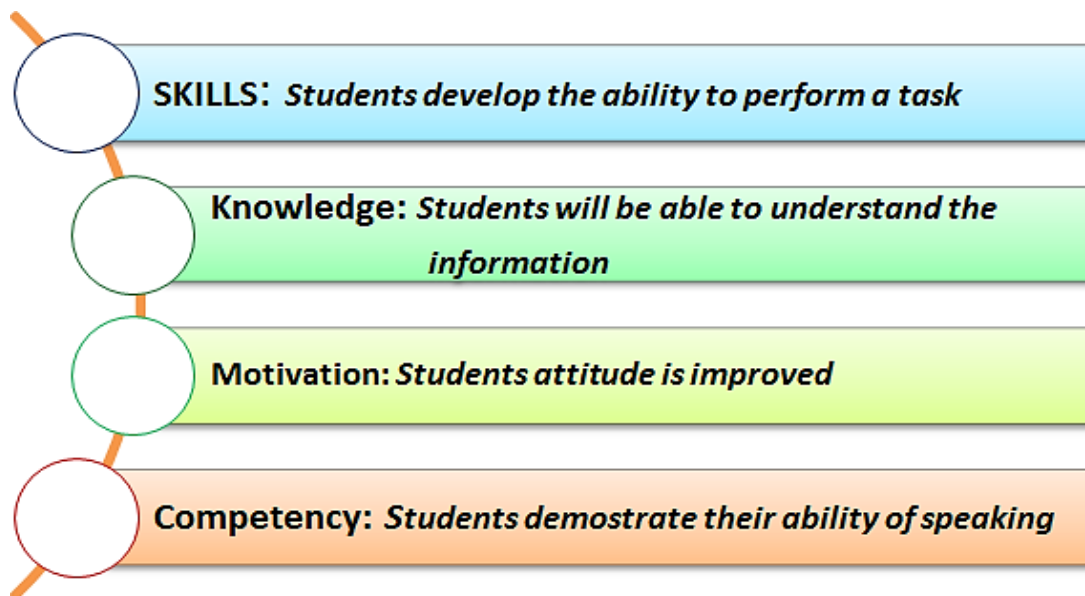 SKILLS: Students develop the ability to perform a task
Knowledge: Students will be able to understand the
information
Motivation: Students attitude is improved
Competency: Students demostrate their ability of speaking